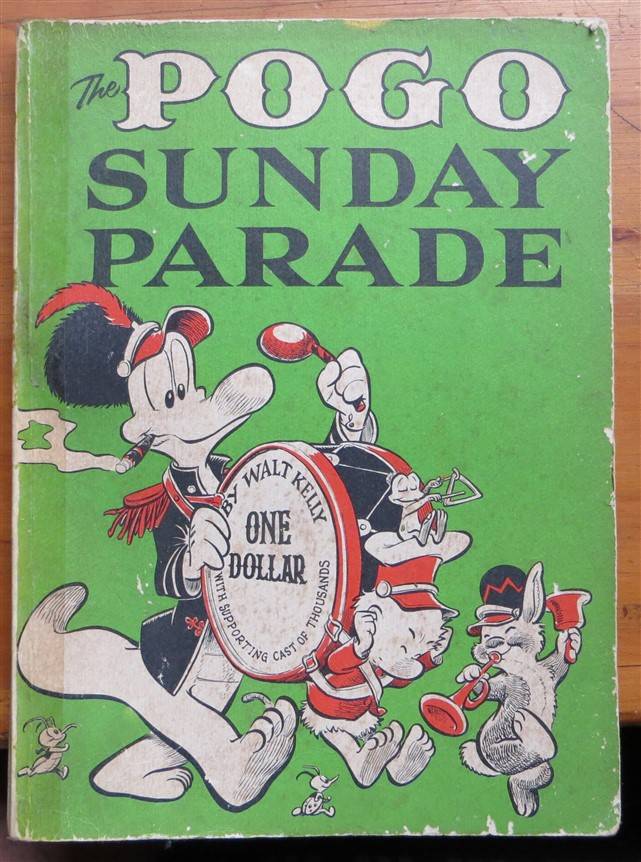 The POGO
SUNDAY
PARADE
BY WALT KELLY
ONE
DOLLAR
WITH SUPPORTING CAST OF THOUSANDS